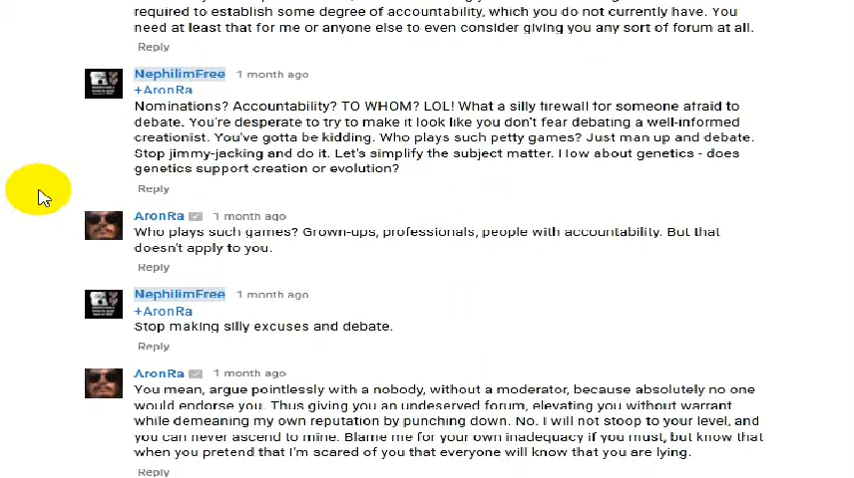 required to establish some degree of accountability, which you do not currently have. You
need at least that for me or anyone else to even consider giving you any sort of forum at all.
Reply
NephilimFree 1 month ago
+AronRa
Nominations? Accountability? TO WHOM? LOL! What a silly firewall for someone afraid to
debate. You're desperate to try to make it look like you don't fear debating a well-informed
creationist. You've gotta be kidding. Who plays such petty games? Just man up and debate.
Stop jimmy-jacking and do it. Let's simplify the subject matter. How about genetics - does
genetics support creation or evolution?
Reply
AronRa 1 month ago
Who plays such games? Grown-ups, professionals, people with accountability. But that
doesn't apply to you.
Reply
NephilimFree 1 month ago
+AronRa
Stop making silly excuses and debate.
Reply
AronRa 1 month ago
You mean, argue pointlessly with a nobody, without a moderator, because absolutely no one
would endorse you. Thus giving you an undeserved forum, elevating you without warrant
while demeaning my own reputation by punching down. No. I will not stoop to your level, and
you can never ascend to mine. Blame me for your own inadequacy if you must, but know that
when you pretend that I'm scared of you that everyone will know that you are lying.
Reply